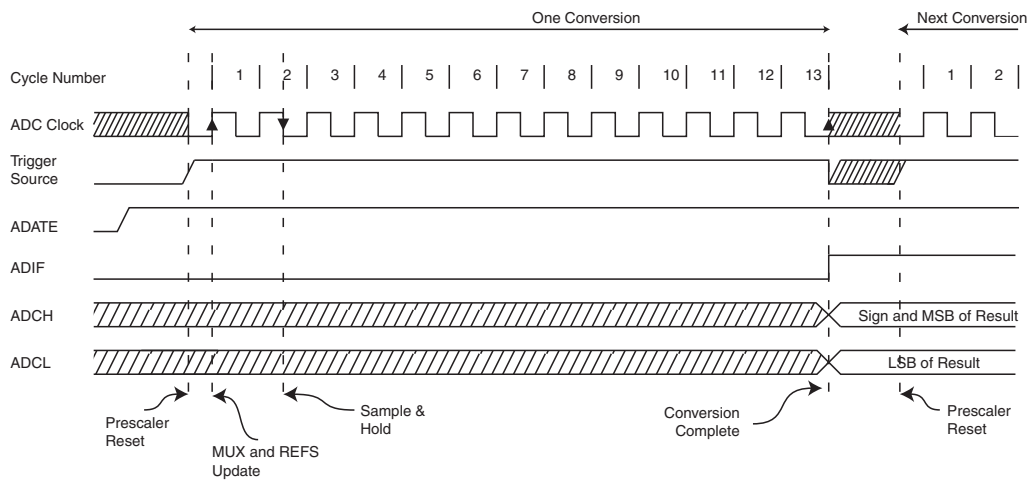 One Conversion
Next Conversion
Cycle Number
1 2 3 4 5 6 7 8 9 10 11 12 13 1 2
ADC Clock
Trigger
Source
ADATE
ADIF
ADCH
Sign and MSB of Result
ADCL
LSB of Result
Prescaler
Reset
MUX and REFS
Update
Sample &
Hold
Conversion
Complete
Prescaler
Reset